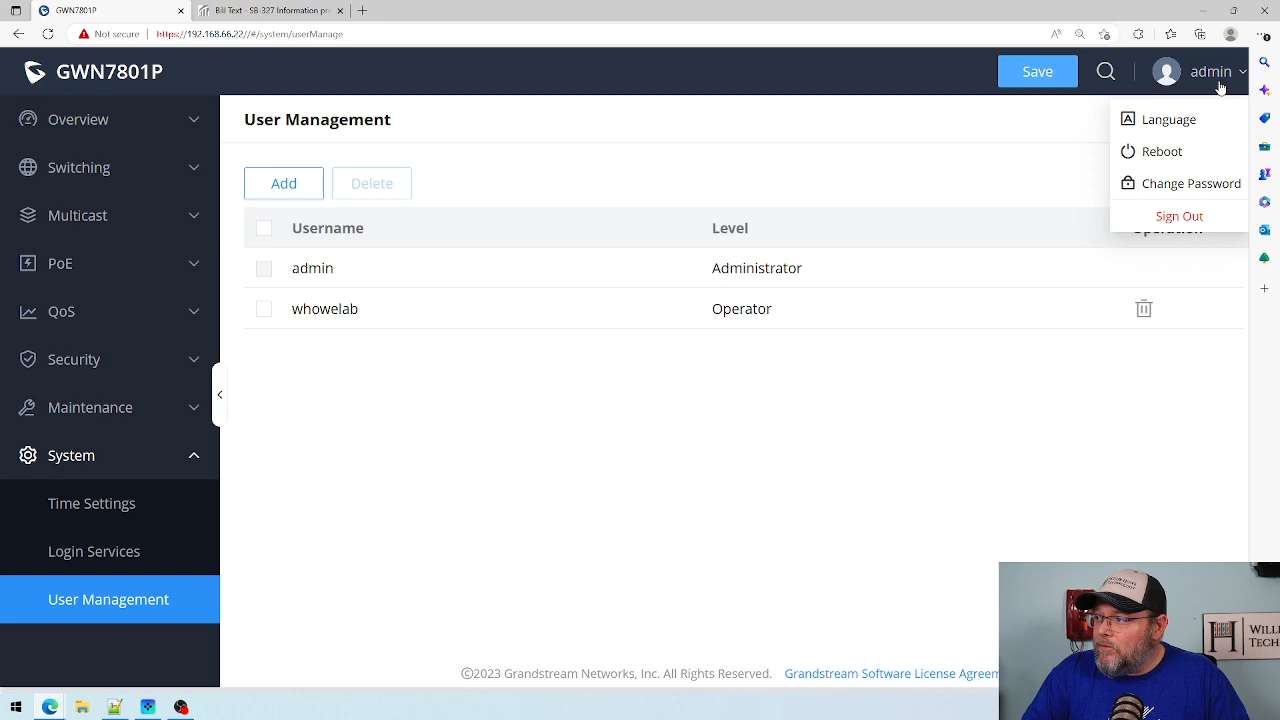 GWN7801P
Bill Text - SB-327 Information pr
Not secure
https://192.168.66.22//#/system/userManage
GWN7801P
Save
admin
Overview
Switching
Multicast
PoE
QoS
Security
Maintenance
System
Time Settings
Login Services
User Management
User Management
Language
Reboot
Change Password
Sign Out
Add
Delete
Username
Level
admin
Administrator
whowelab
Operator
©2023 Grandstream Networks, Inc. All Rights Reserved.
Grandstream Software License Agreem
WILL
TECH